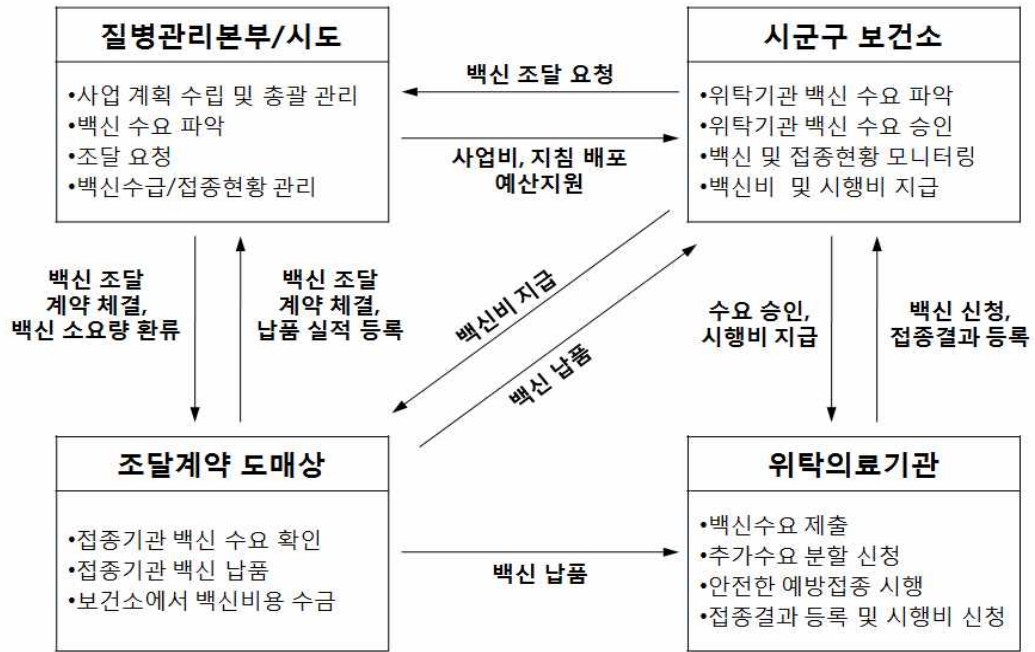 질병관리본부/시도
•사업 계획 수립 및 총괄 관리
•백신 수요 파악
•조달 요청
•백신수급/접종현황 관리
백신 조달 요청
사업비, 지침 배포
예산지원
시군구 보건소
•위탁기관 백신 수요 파악
•위탁기관 백신 수요 승인
•백신 및 접종현황 모니터링
•백신비 및 시행비 지급
백신 조달
계약 체결,
백신 소요량 환류
백신 조달
계약 체결,
납품 실적 등록
백신비 지급
백신 납품
수요 승인,
시행비 지급
백신 신청,
접종결과 등록
조달계약 도매상
•접종기관 백신 수요 확인
•접종기관 백신 납품
•보건소에서 백신비용 수금
백신 납품
위탁의료기관
•백신수요 제출
•추가수요 분할 신청
•안전한 예방접종 시행
•접종결과 등록 및 시행비 신청